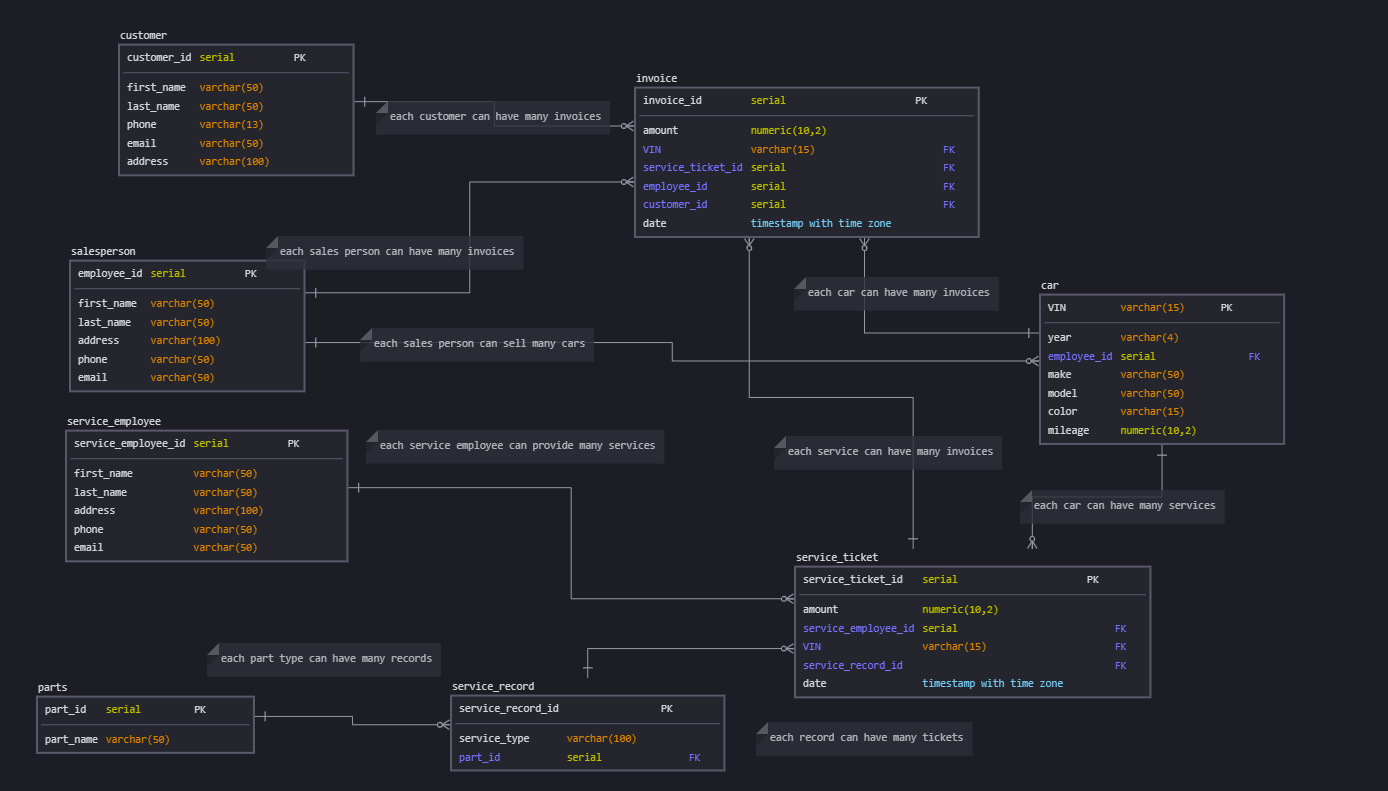 customer
customer_id serial PK
first_name varchar(50)
last_name varchar(50)
phone varchar(13)
email varchar(50)
address varchar(100)
each customer can have many invoices
invoice
invoice_id serial PK
amount numeric(10,2)
VIN varchar(15) FK
service_ticket_id serial FK
employee_id serial FK
customer_id serial FK
date timestamp with time zone
salesperson
employee_id serial PK
first_name varchar(50)
last_name varchar(50)
address varchar(100)
phone varchar(50)
email varchar(50)
each sales person can have many invoices
each sales person can sell many cars
each car can have many invoices
car
VIN varchar(15) PK
year varchar(4)
employee_id serial FK
make varchar(50)
model varchar(50)
color varchar(15)
mileage numeric(10,2)
service_employee
service_employee_id serial PK
first_name varchar(50)
last_name varchar(50)
address varchar(100)
phone varchar(50)
email varchar(50)
each service employee can provide many services
each service can have many invoices
each car can have many services
service_ticket
service_ticket_id serial PK
amount numeric(10,2)
service_employee_id serial FK
VIN varchar(15) FK
service_record_id FK
date timestamp with time zone
each part type can have many records
parts
part_id serial PK
part_name varchar(50)
service_record
service_record_id PK
service_type varchar(100)
part_id serial FK
each record can have many tickets